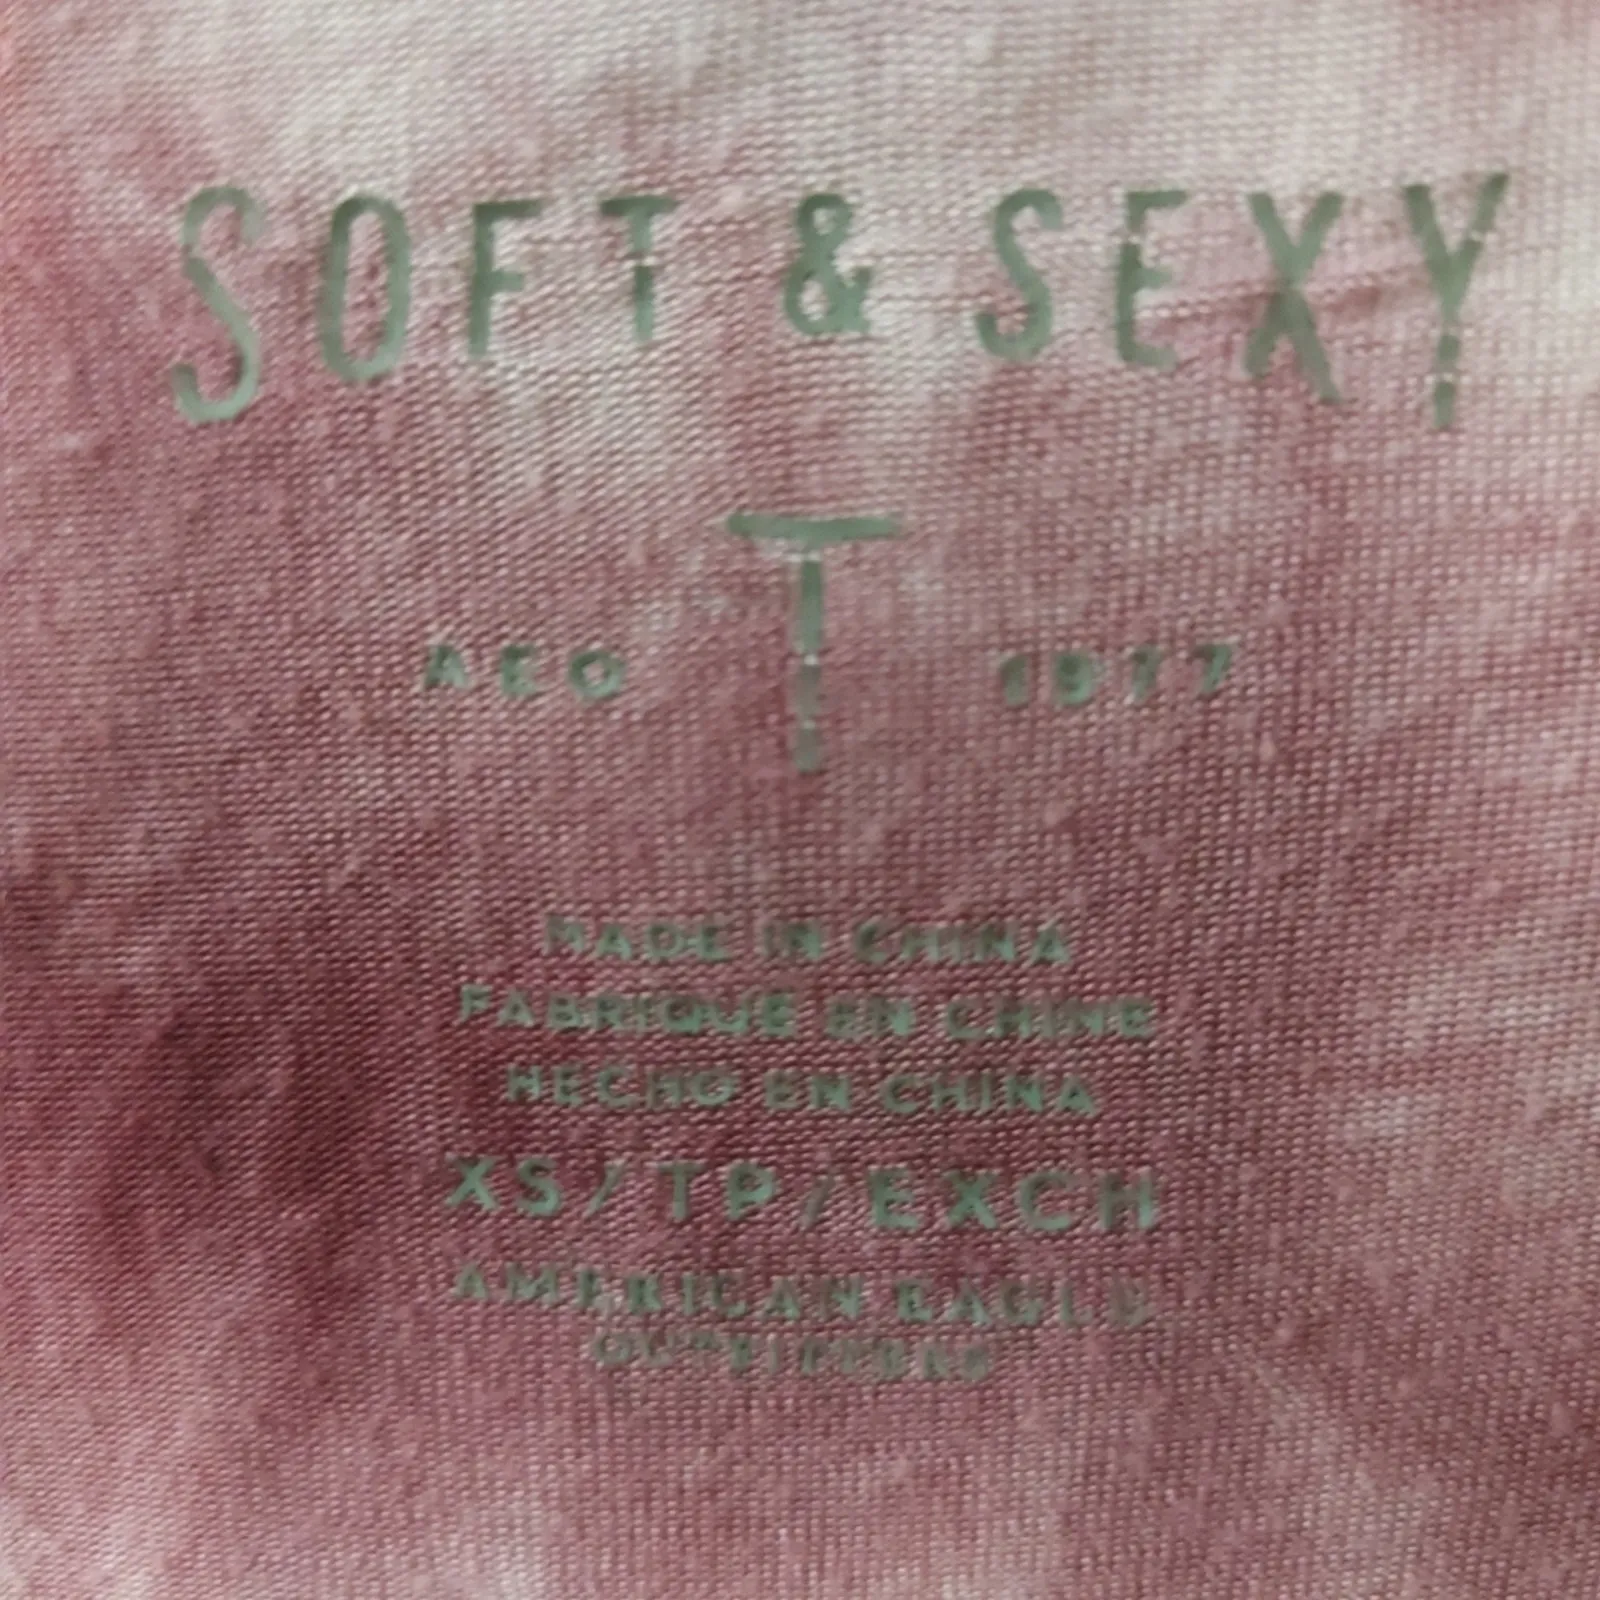 SOFT & SEXY
T
AEO 1977
MADE IN CHINA
FABRIQUE EN CHINE
HECHO EN CHINA
XS/TP/EXCH
AMERICAN EAGLE
OUTFITTERS